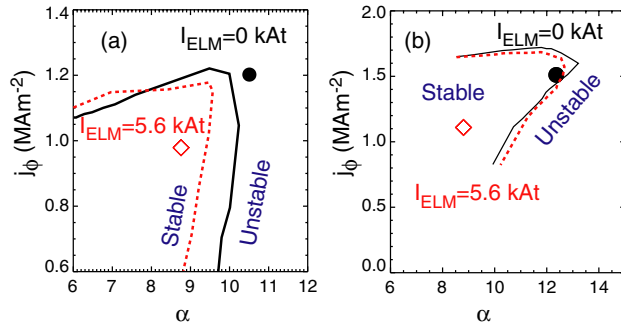 (a)
I_ELM=0 kAt
1.4
1.2
1.0
0.8
0.6
j_ϕ (MAm⁻²)
I_ELM=5.6 kAt
Stable
Unstable
6 7 8 9 10 11 12
α
(b)
I_ELM=0 kAt
2.0
1.5
1.0
0.5
0.0
j_ϕ (MAm⁻²)
Stable
Unstable
I_ELM=5.6 kAt
6 8 10 12 14
α